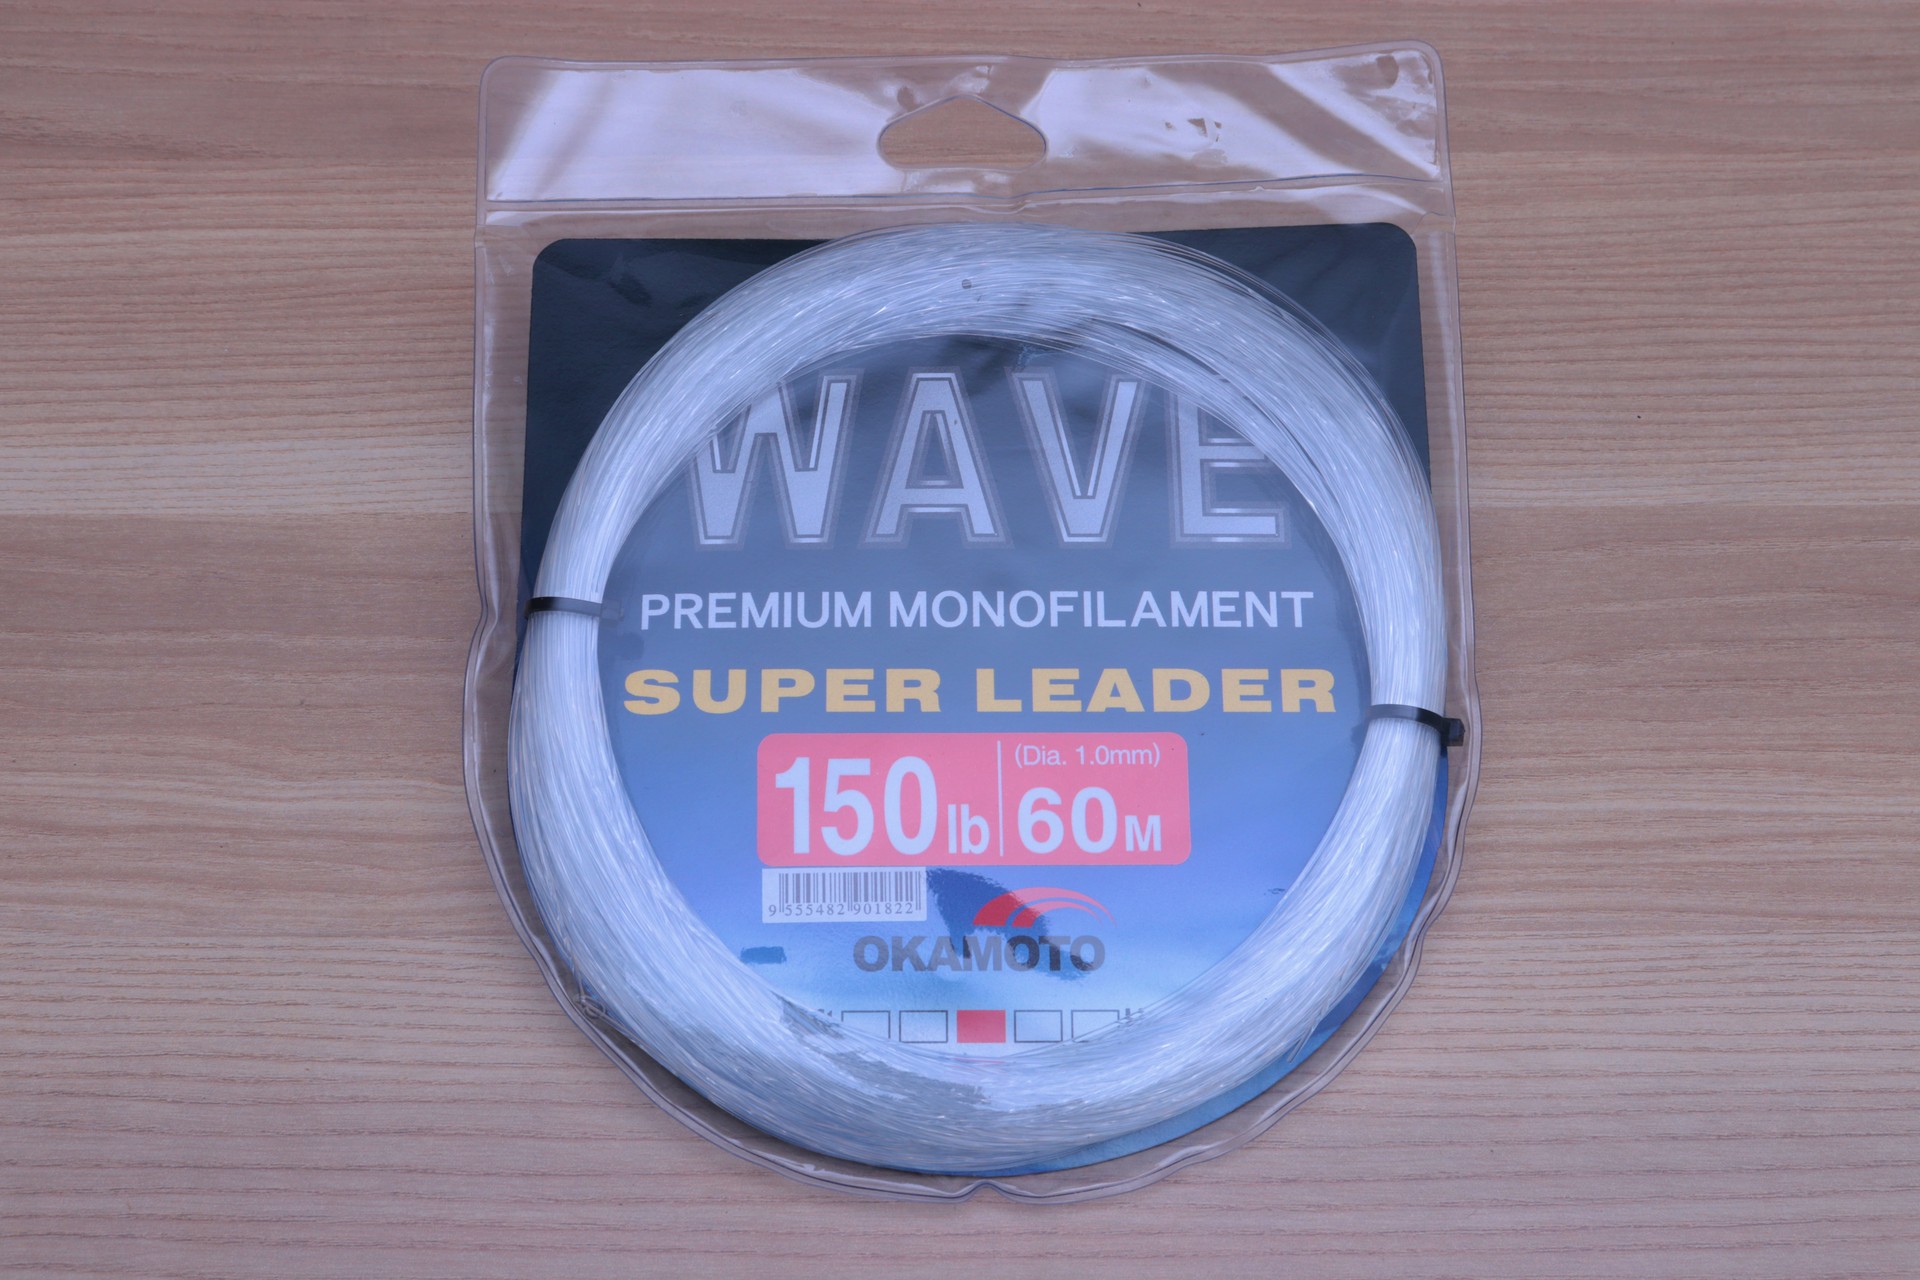 WAVE
PREMIUM MONOFILAMENT
SUPER LEADER
150lb
(Dia. 1.0mm)
60M
9 555482 901822
OKAMOTO